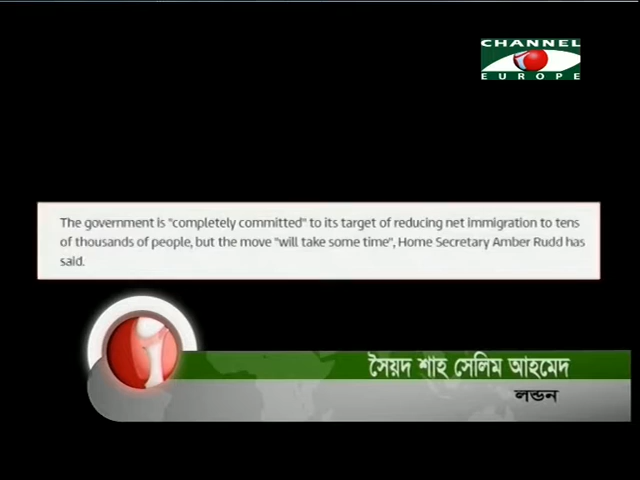 CHANNEL
EUROPE
The government is "completely committed" to its target of reducing net immigration to tens
of thousands of people, but the move "will take some time", Home Secretary Amber Rudd has
said.
সৈয়দ শাহ সেলিম আহমেদ
লন্ডন